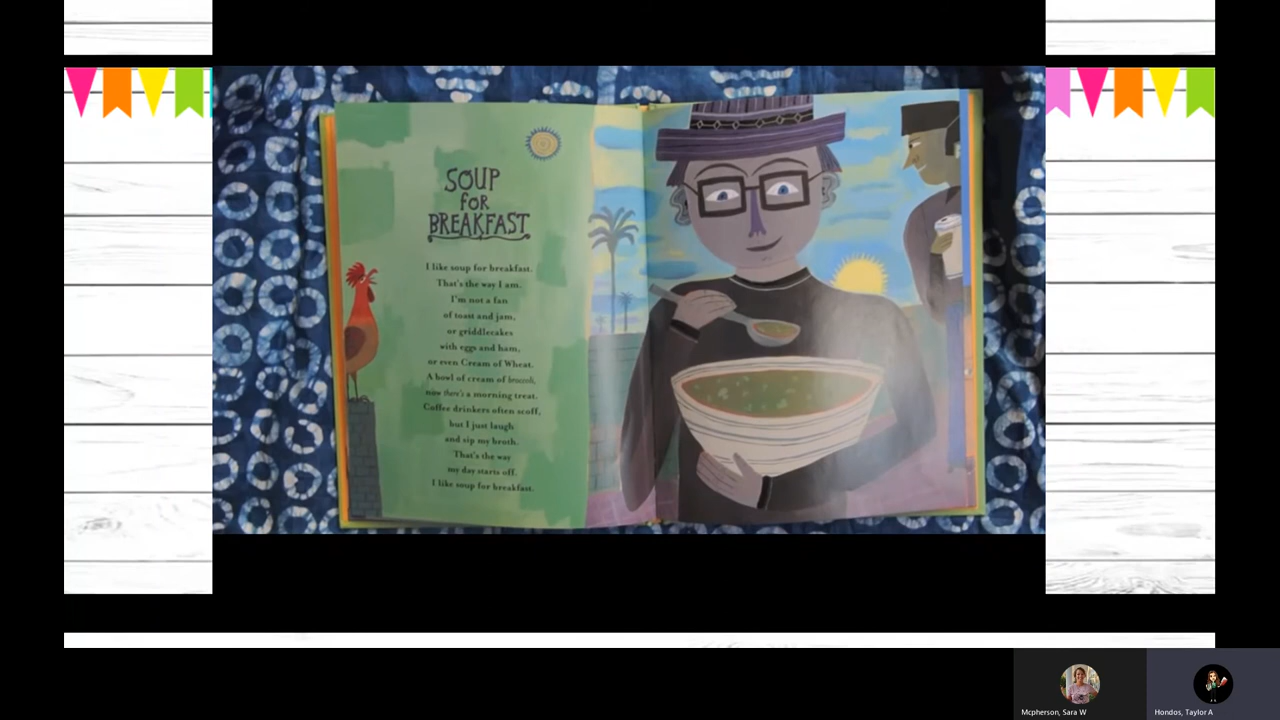 SOUP
FOR
BREAKFAST
I like soup for breakfast.
That's the way I am.
I'm not a fan
of toast and jam,
or griddlecakes
with eggs and ham,
or even Cream of Wheat.
A bowl of cream of broccoli,
now there's a morning treat.
Coffee drinkers often scoff,
but I just laugh
and sip my broth.
That's the way
my day starts off.
I like soup for breakfast.
Mcpherson, Sara W
Hondos, Taylor A